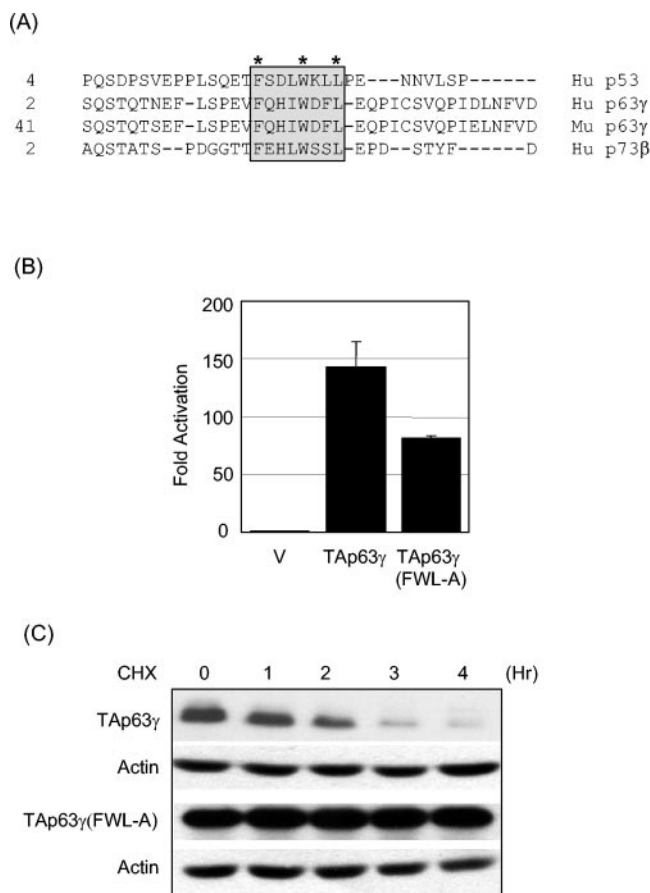 (A)
* * *
4 PQSDPSVEPPLSQETFSDLWKLLPE---NNVLSP------ Hu p53
2 SQSTQTNEF-LSPEVFQHIWDFL-EQPICSVQPIDLNFVD Hu p63γ
41 SQSTQTSEF-LSPEVFQHIWDFL-EQPICSVQPIELNFVD Mu p63γ
2 AQSTATS--PDGGTTFEHLWSSL-EPD--STYF------D Hu p73β
(B)
200
150
100
50
0
Fold Activation
V TAp63γ TAp63γ
(FWL-A)
(C)
CHX 0 1 2 3 4 (Hr)
TAp63γ
Actin
TAp63γ(FWL-A)
Actin